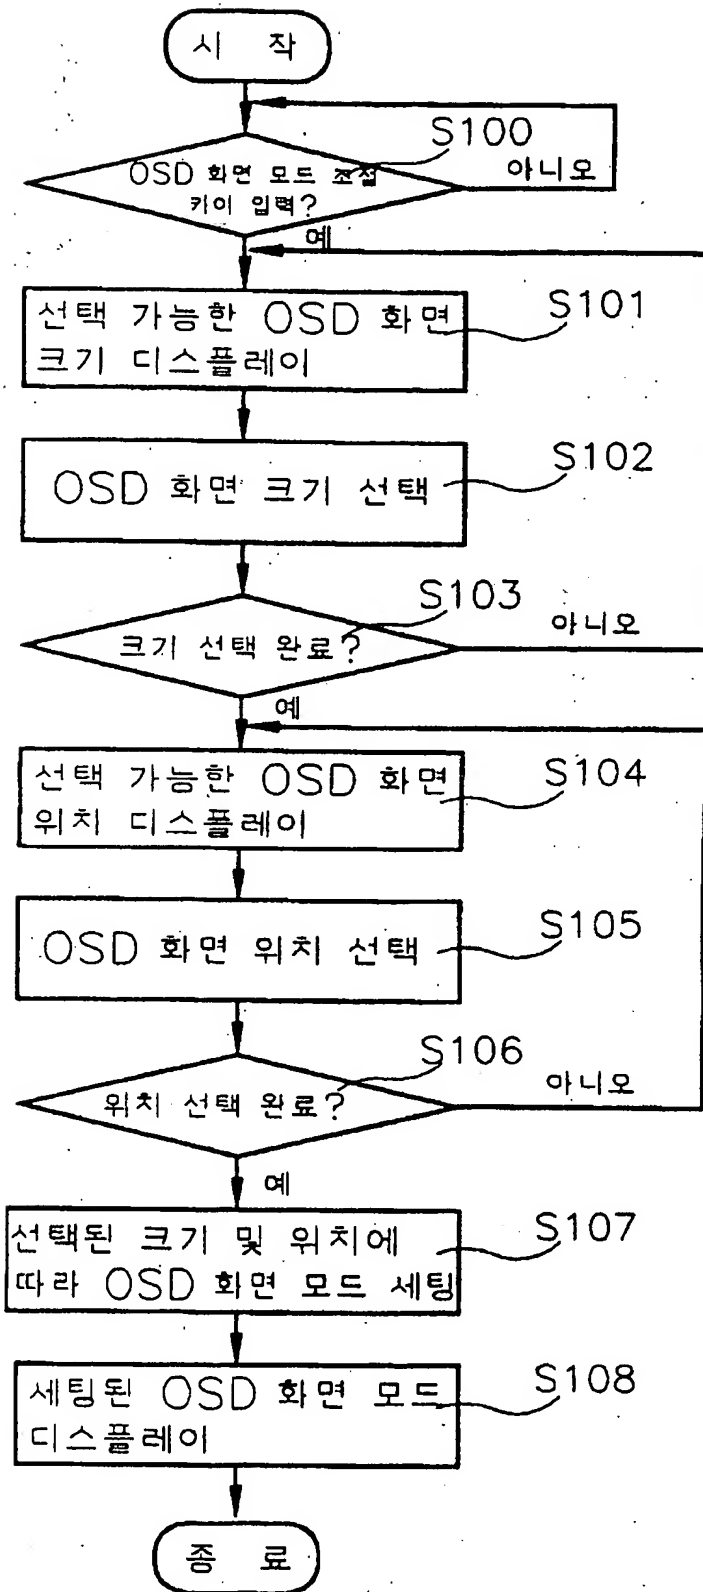 시 작
S100
OSD 화면 모드 조절
키이 입력?
아니오
예
선택 가능한 OSD 화면
크기 디스플레이
S101
OSD 화면 크기 선택
S102
S103
크기 선택 완료?
아니오
예
선택 가능한 OSD 화면
위치 디스플레이
S104
OSD 화면 위치 선택
S105
S106
위치 선택 완료?
아니오
예
선택된 크기 및 위치에
따라 OSD 화면 모드 세팅
S107
세팅된 OSD 화면 모드
디스플레이
S108
종 료